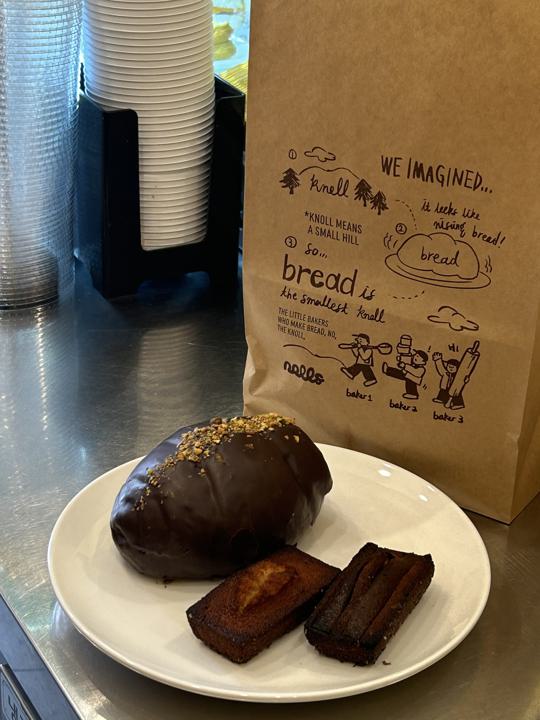 WE IMAGINED...
①
knoll
*KNOLL MEANS
A SMALL HILL
it looks like
rising bread!
②
bread
③ so...
bread is
the smallest knoll
THE LITTLE BAKERS
WHO MAKE BREAD, NO,
THE KNOLL,
Hi
baker 1
baker 2
baker 3